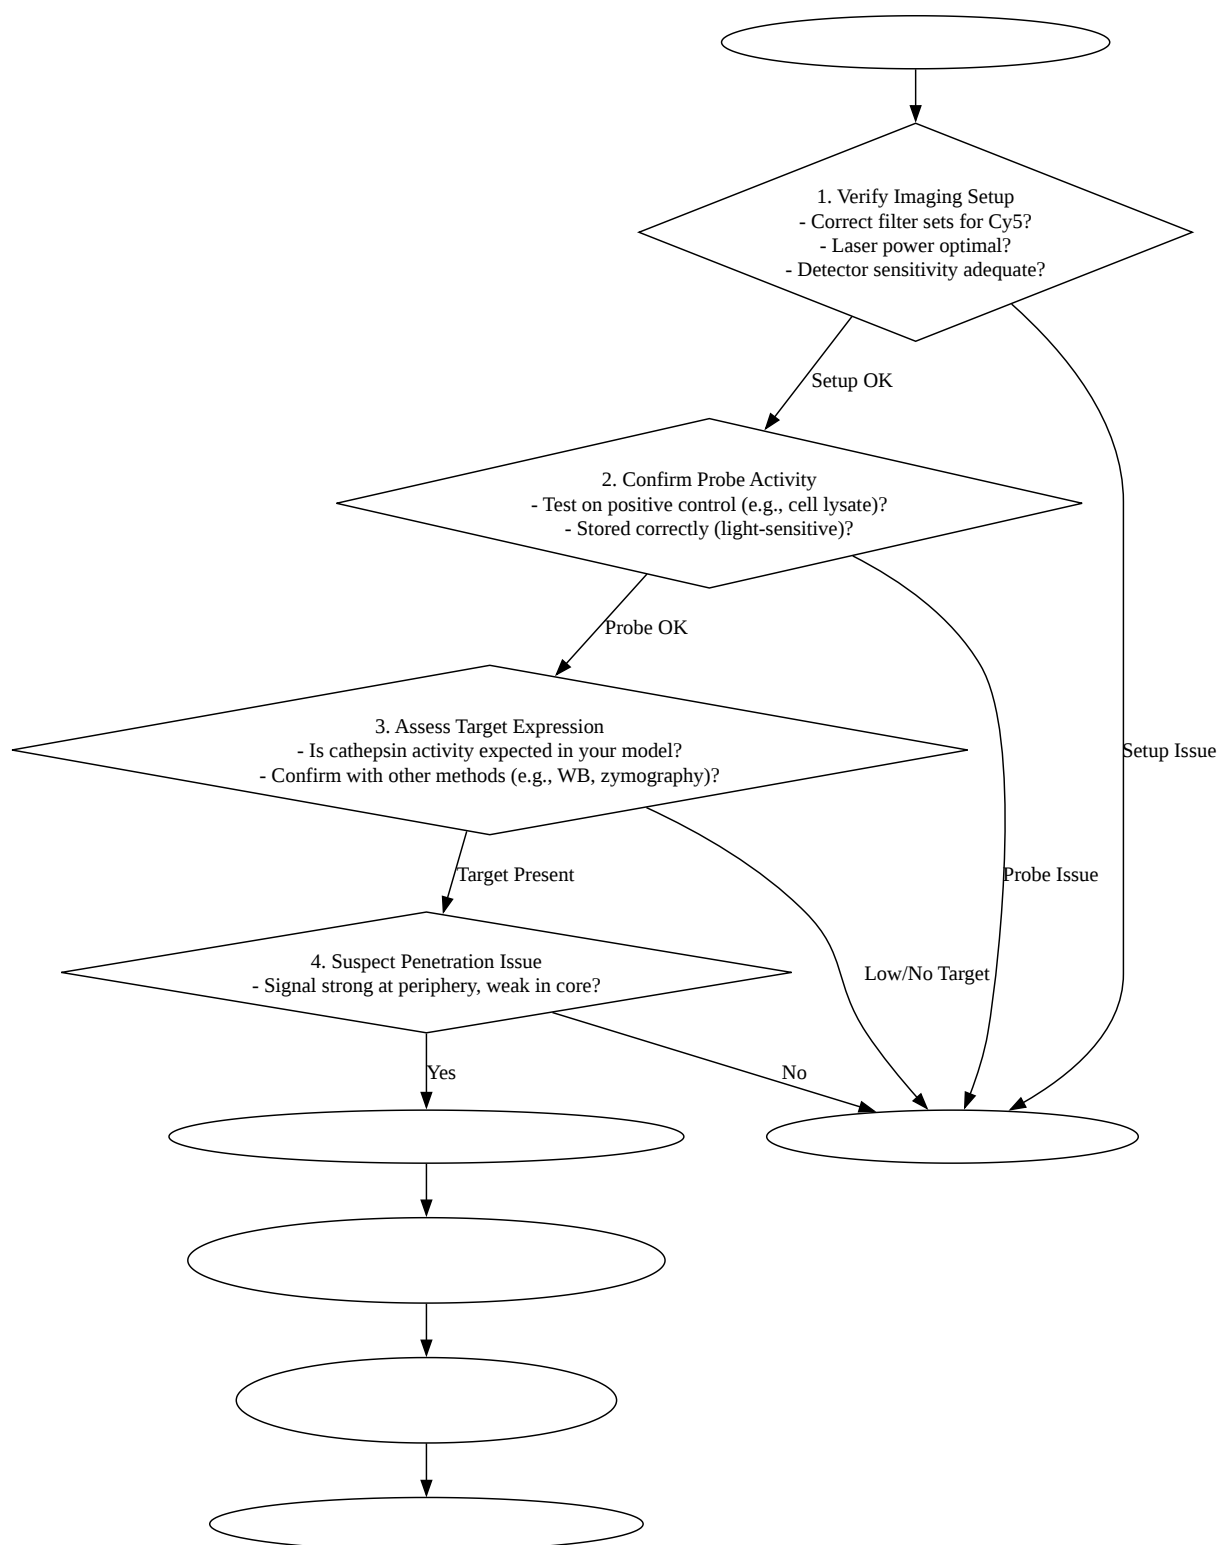 1. Verify Imaging Setup
- Correct filter sets for Cy5?
- Laser power optimal?
- Detector sensitivity adequate?
Setup OK
2. Confirm Probe Activity
- Test on positive control (e.g., cell lysate)?
- Stored correctly (light-sensitive)?
Probe OK
3. Assess Target Expression
- Is cathepsin activity expected in your model?
- Confirm with other methods (e.g., WB, zymography)?
Setup Issue
Target Present
Probe Issue
4. Suspect Penetration Issue
- Signal strong at periphery, weak in core?
Low/No Target
Yes
No